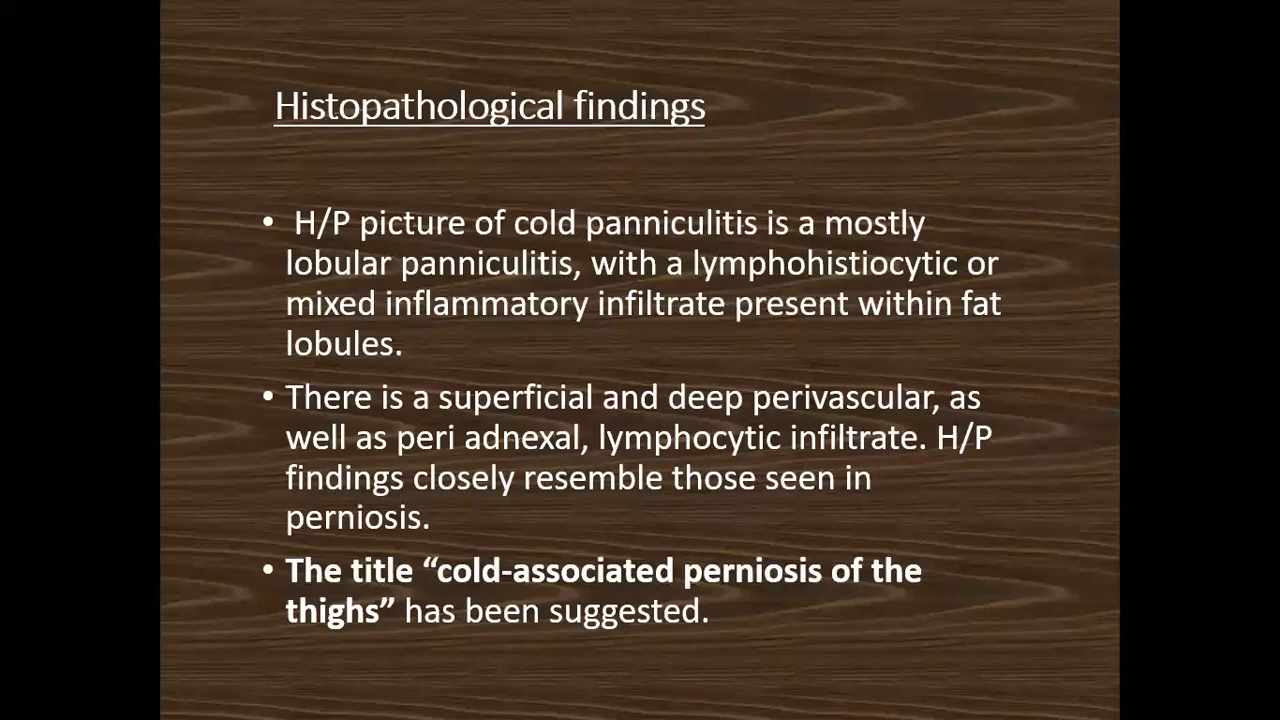 Histopathological findings
• H/P picture of cold panniculitis is a mostly
lobular panniculitis, with a lymphohistiocytic or
mixed inflammatory infiltrate present within fat
lobules.
• There is a superficial and deep perivascular, as
well as peri adnexal, lymphocytic infiltrate. H/P
findings closely resemble those seen in
perniosis.
• The title “cold-associated perniosis of the
thighs” has been suggested.